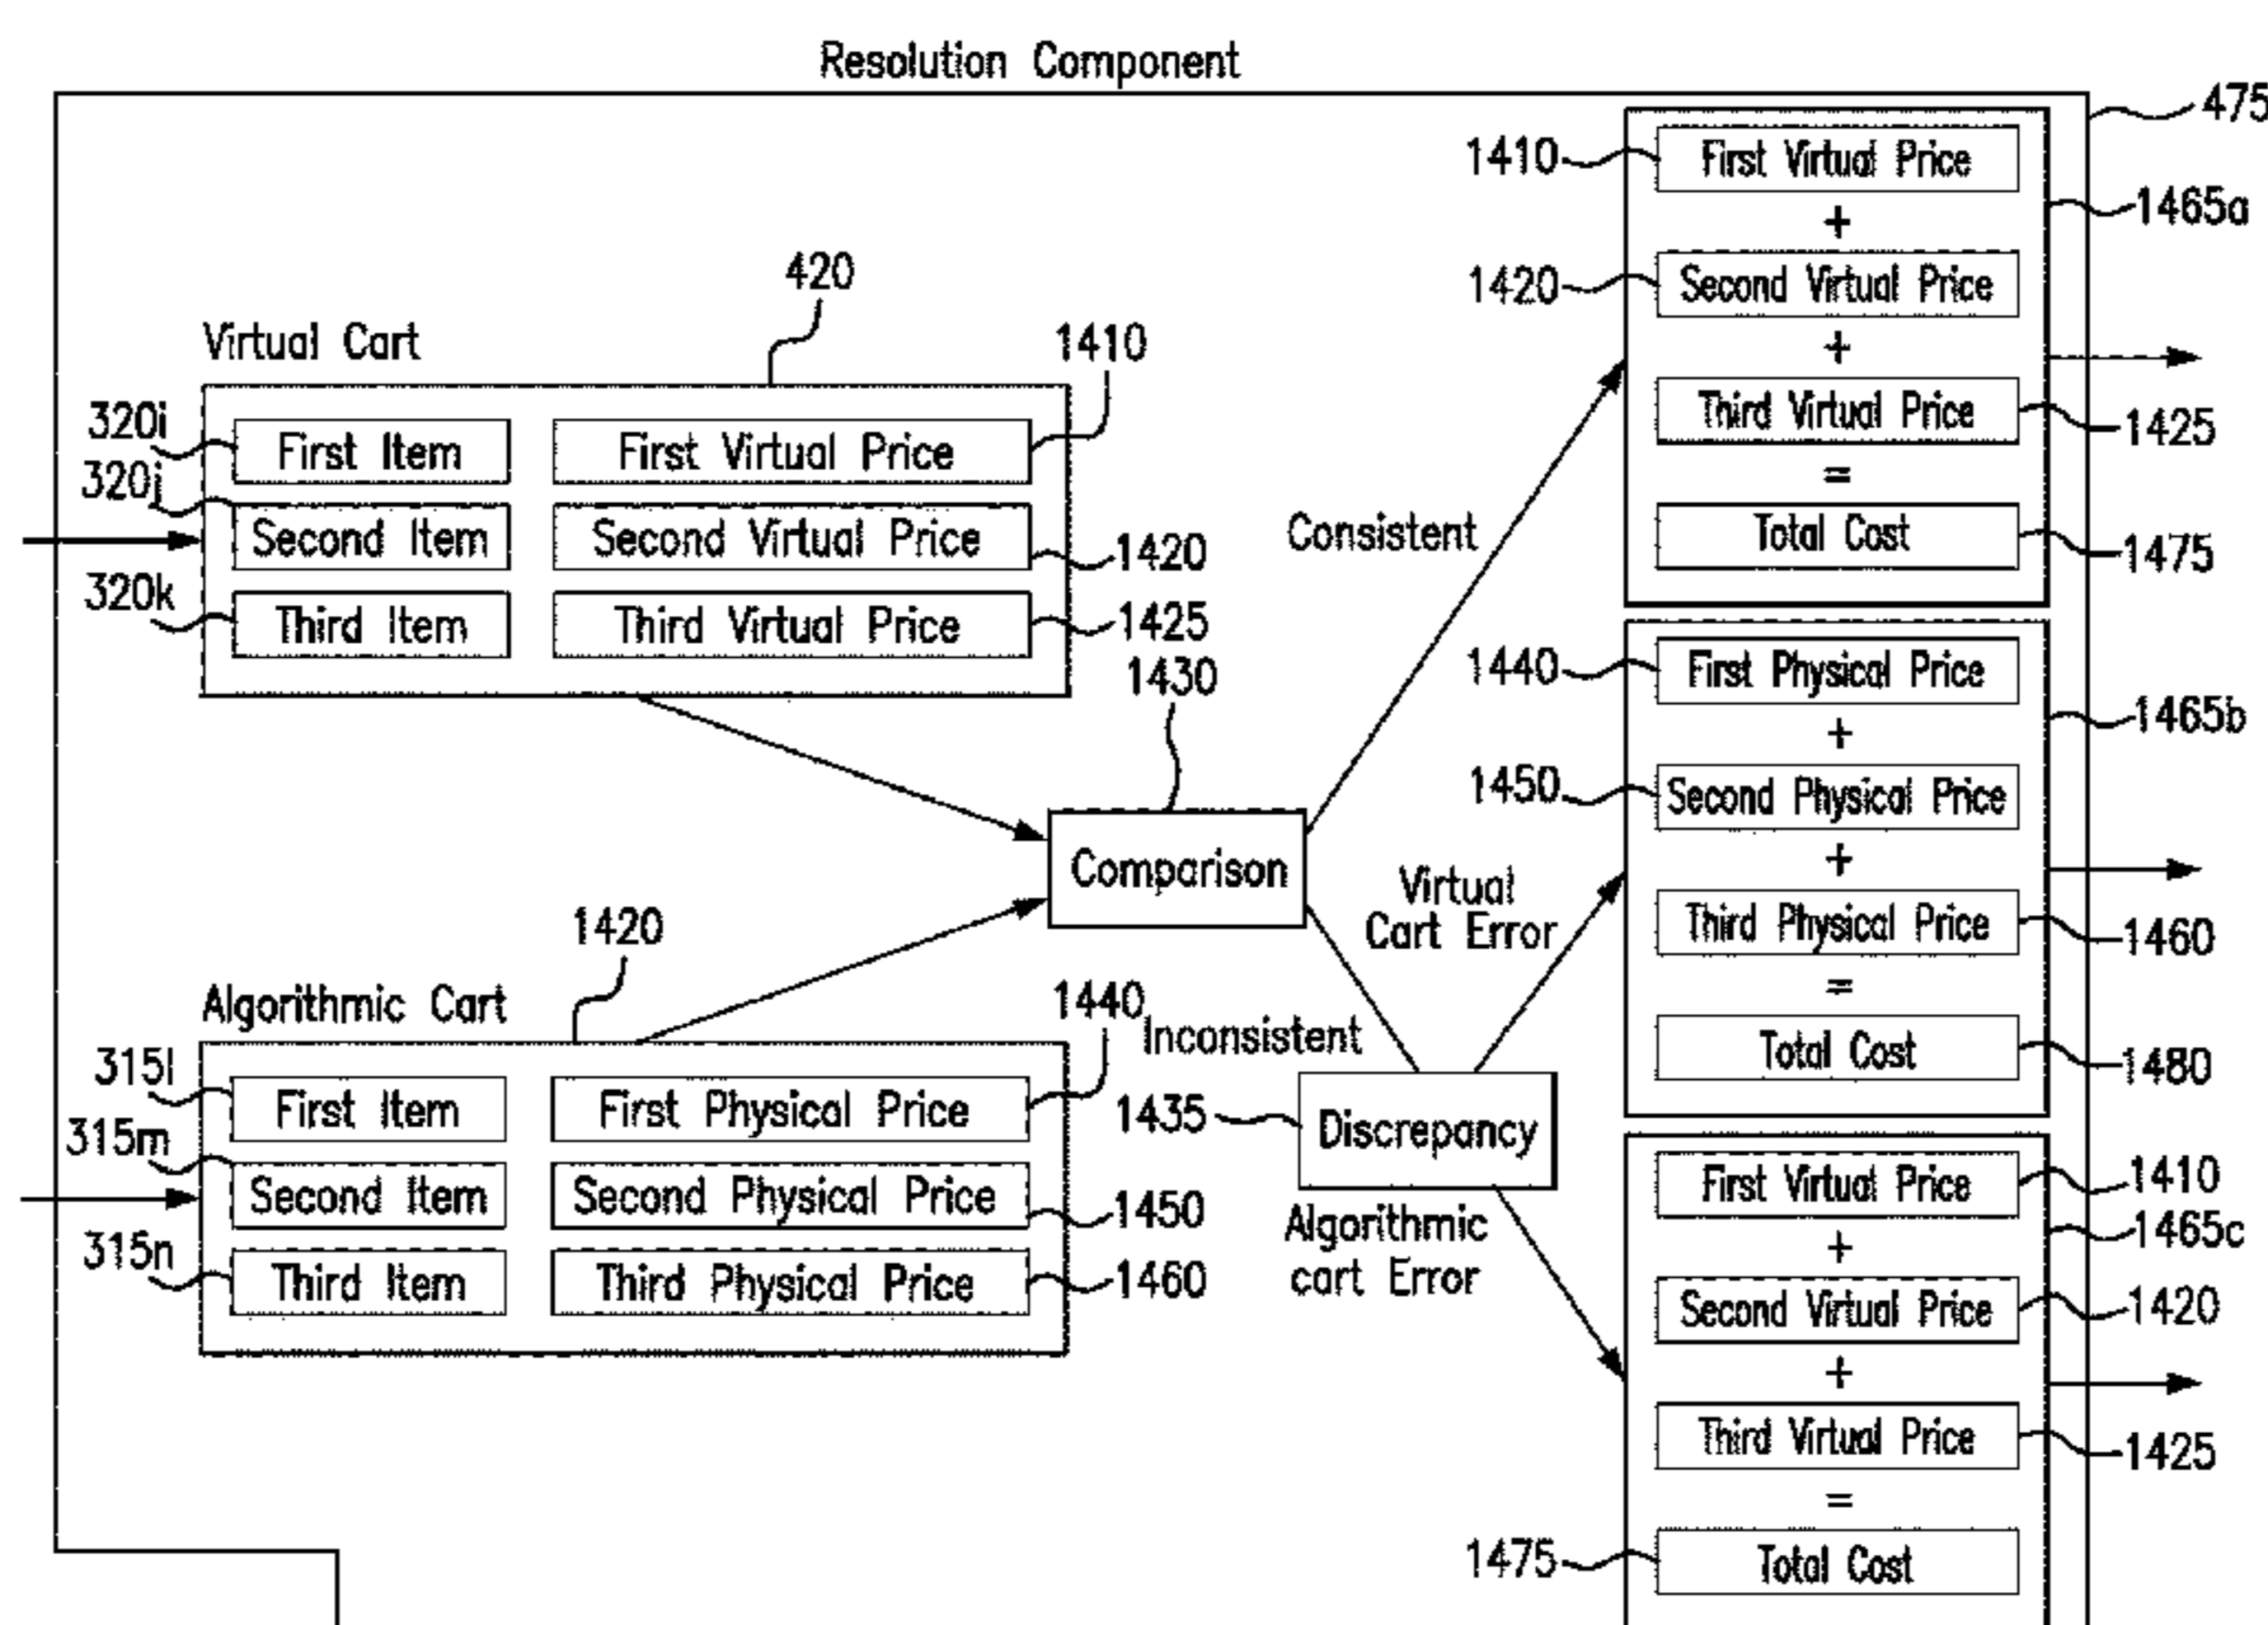 Resolution Component
475
Virtual Cart
420
1410
320i
First Item
First Virtual Price
320j
Second Item
Second Virtual Price
1420
320k
Third Item
Third Virtual Price
1425
1430
Comparison
Consistent
Inconsistent
Virtual
Cart Error
1435
Discrepancy
Algorithmic
cart Error
Algorithmic Cart
1420
1440
315l
First Item
First Physical Price
315m
Second Item
Second Physical Price
1450
315n
Third Item
Third Physical Price
1460
1410
First Virtual Price
1465a
+
1420
Second Virtual Price
+
Third Virtual Price
1425
=
Total Cost
1475
1440
First Physical Price
1465b
+
1450
Second Physical Price
+
Third Physical Price
1460
=
Total Cost
1480
First Virtual Price
1410
1465c
+
Second Virtual Price
1420
+
Third Virtual Price
1425
=
1475
Total Cost